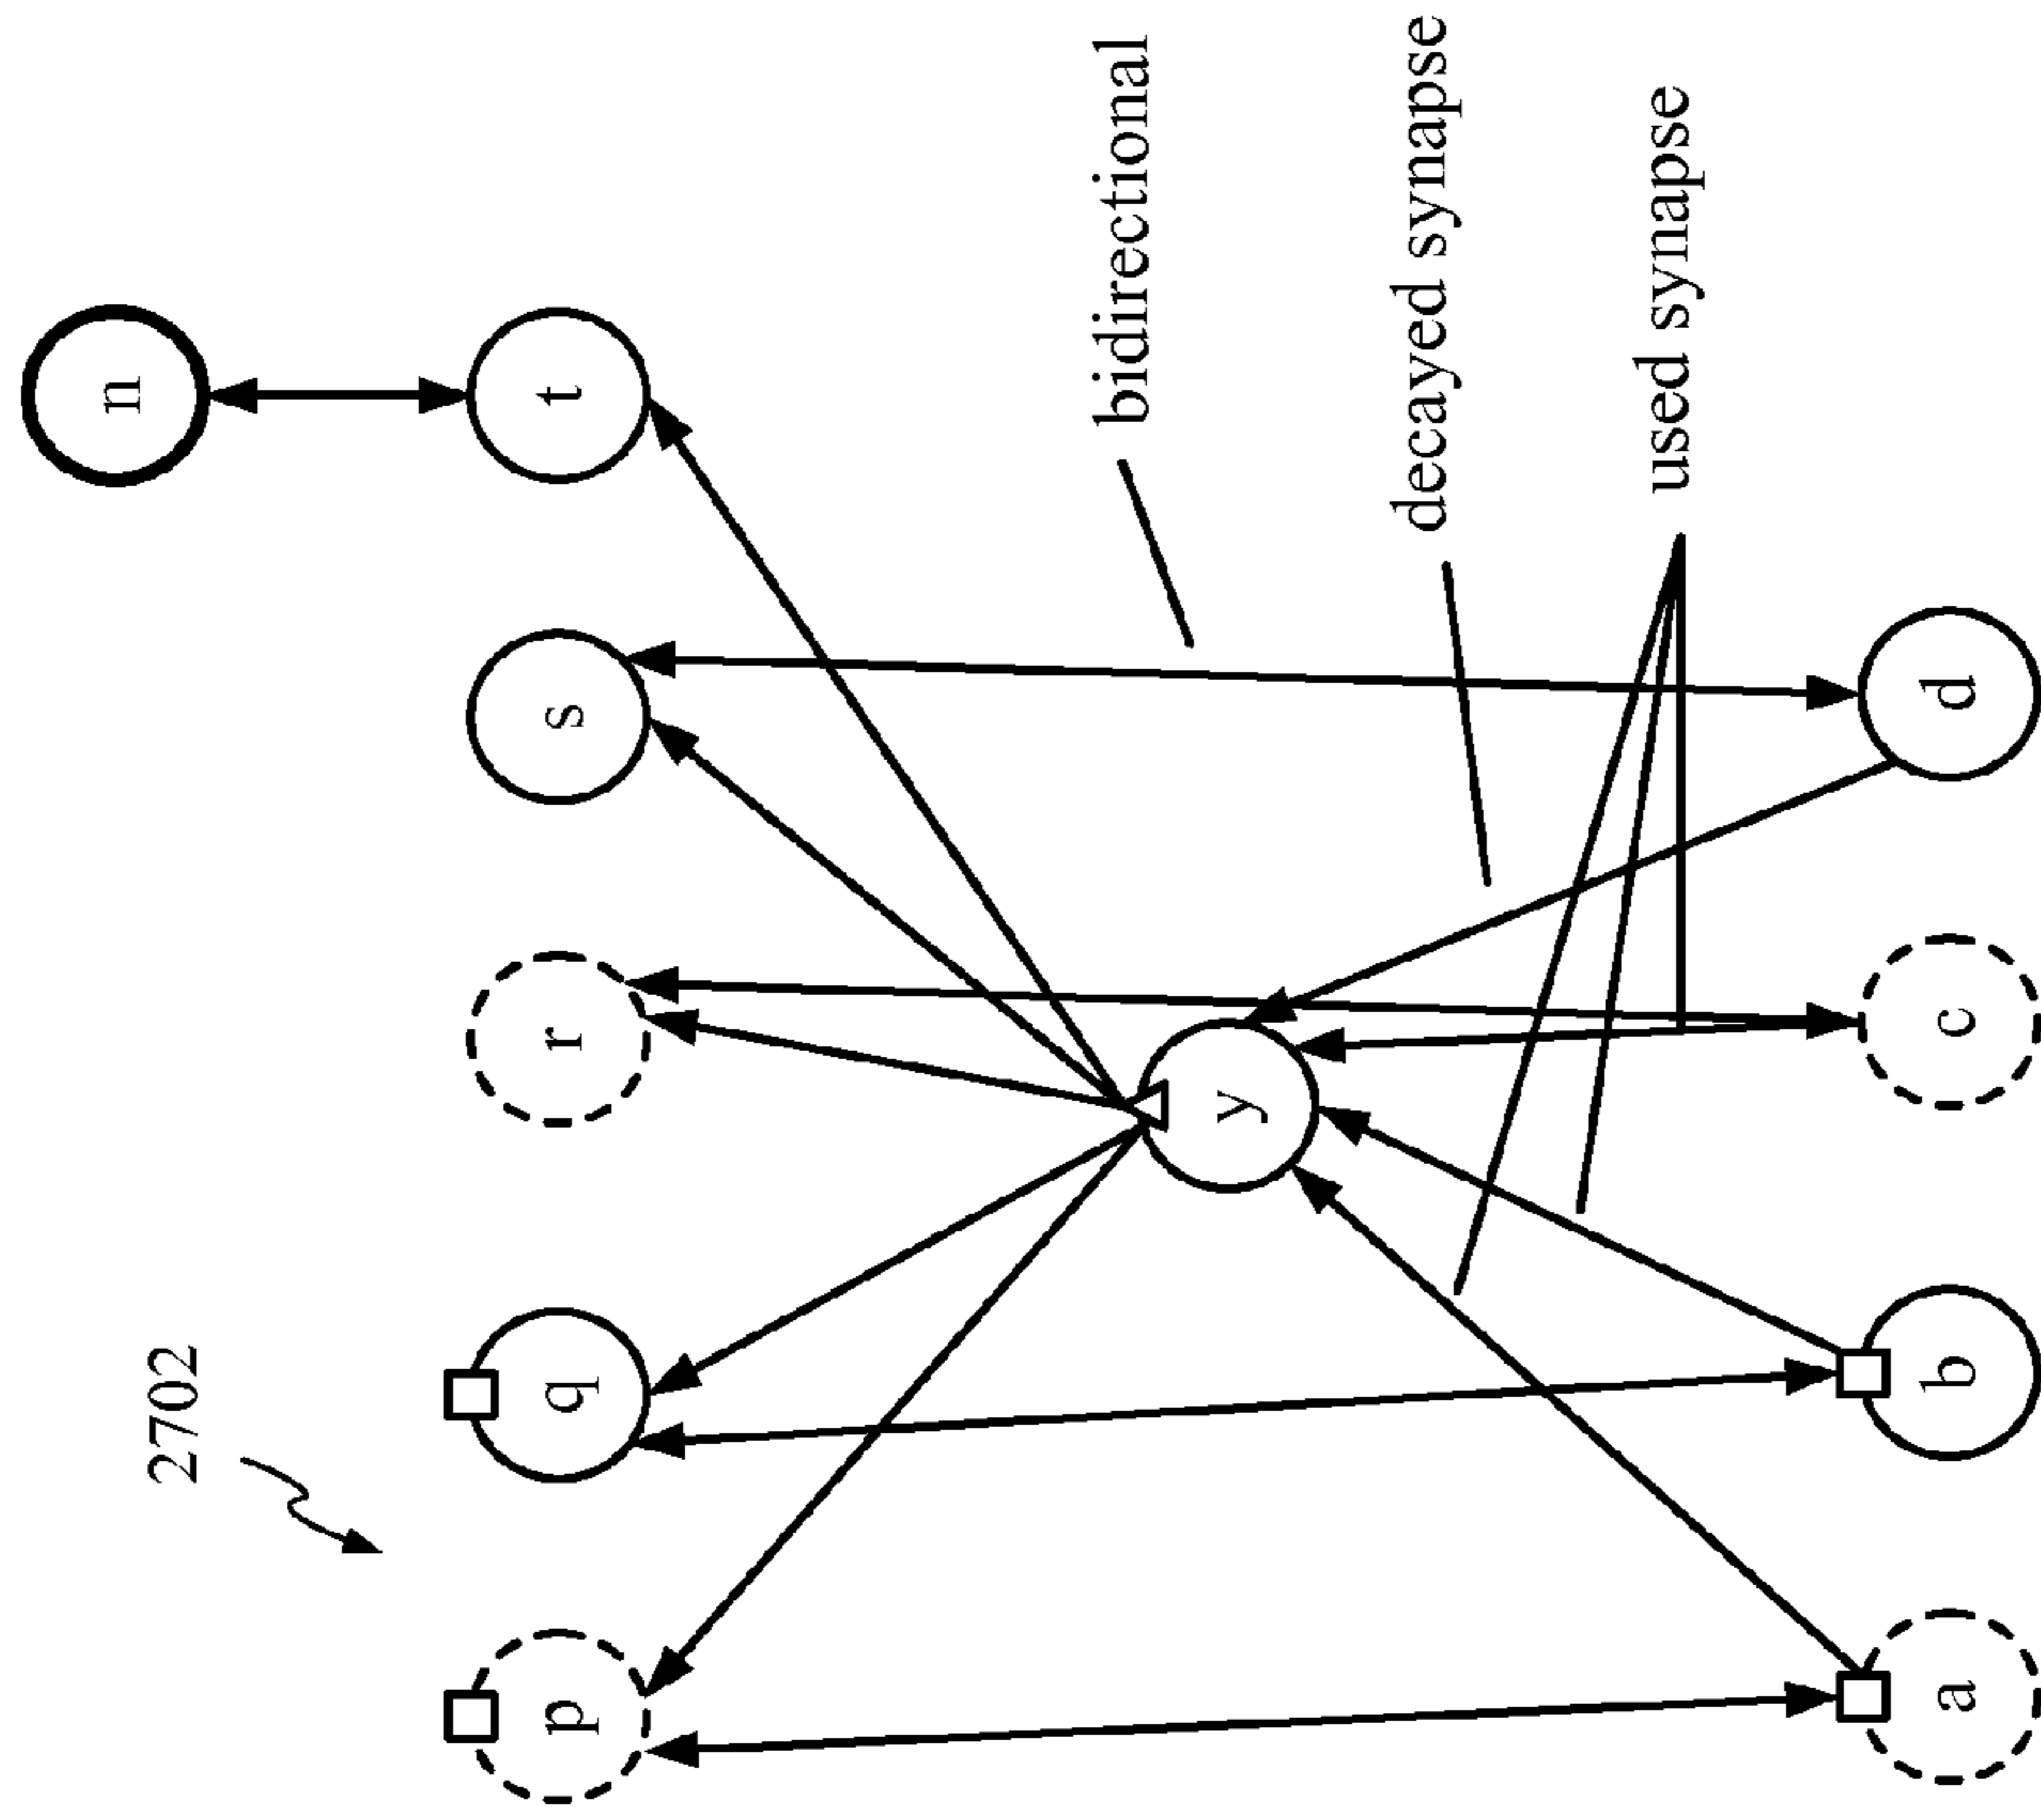 2702
n
t
s
r
q
p
y
d
c
b
a
bidirectional
decayed synapse
used synapse